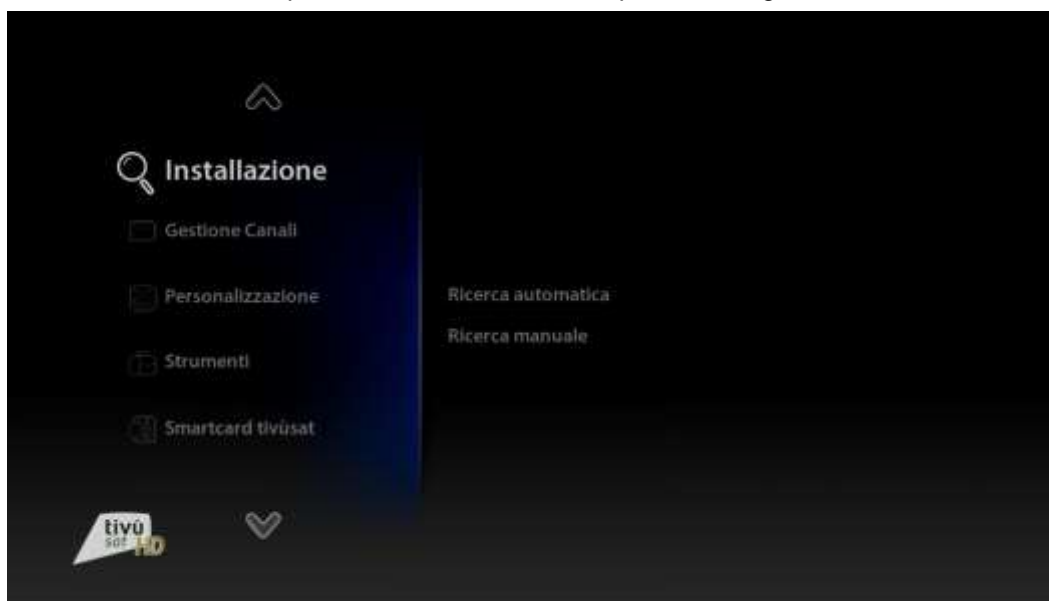 Installazione
Gestione Canali
Personalizzazione
Strumenti
Smartcard tivùsat
Ricerca automatica
Ricerca manuale
tivù
sat HD